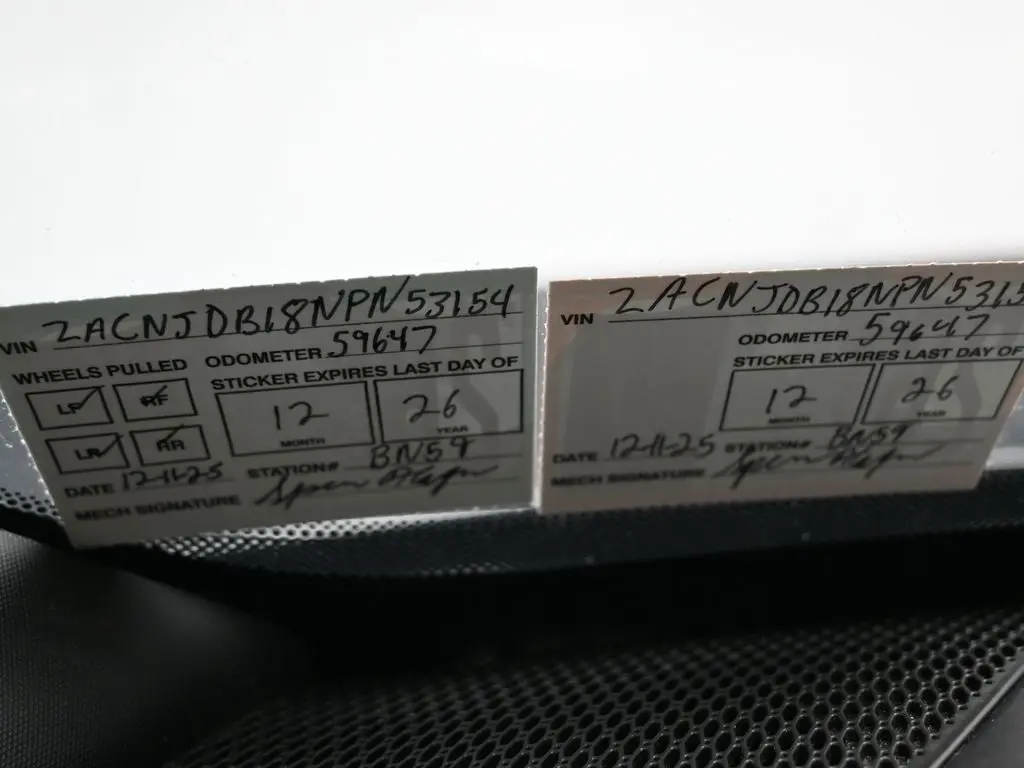 VIN ZACNJDB18NPN53154
WHEELS PULLED ODOMETER 59647
STICKER EXPIRES LAST DAY OF
LF RF 12 26
MONTH YEAR
LR RR
DATE 12-11-25 STATION# BN59
MECH SIGNATURE
VIN ZACNJDB18NPN5315
ODOMETER 59647
STICKER EXPIRES LAST DAY OF
12 26
MONTH YEAR
DATE 12-11-25 STATION# BN59
MECH SIGNATURE